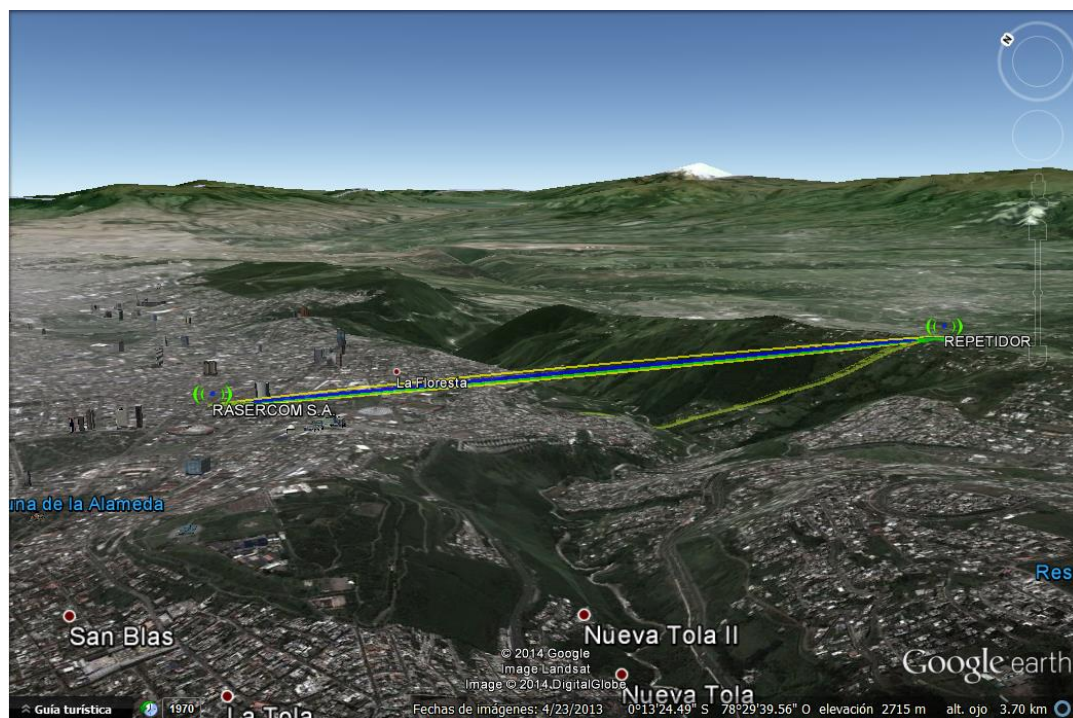 N
REPETIDOR
La Floresta
RASERCOM S.A.
una de la Alameda
Res
San Blas
Nueva Tola II
© 2014 Google
Image Landsat
Image © 2014 DigitalGlobe
Google earth
Nueva Tola
La Tola
Guía turística
1970
Fechas de imágenes: 4/23/2013 0°13'24.49" S 78°29'39.56" O elevación 2715 m alt. ojo 3.70 km